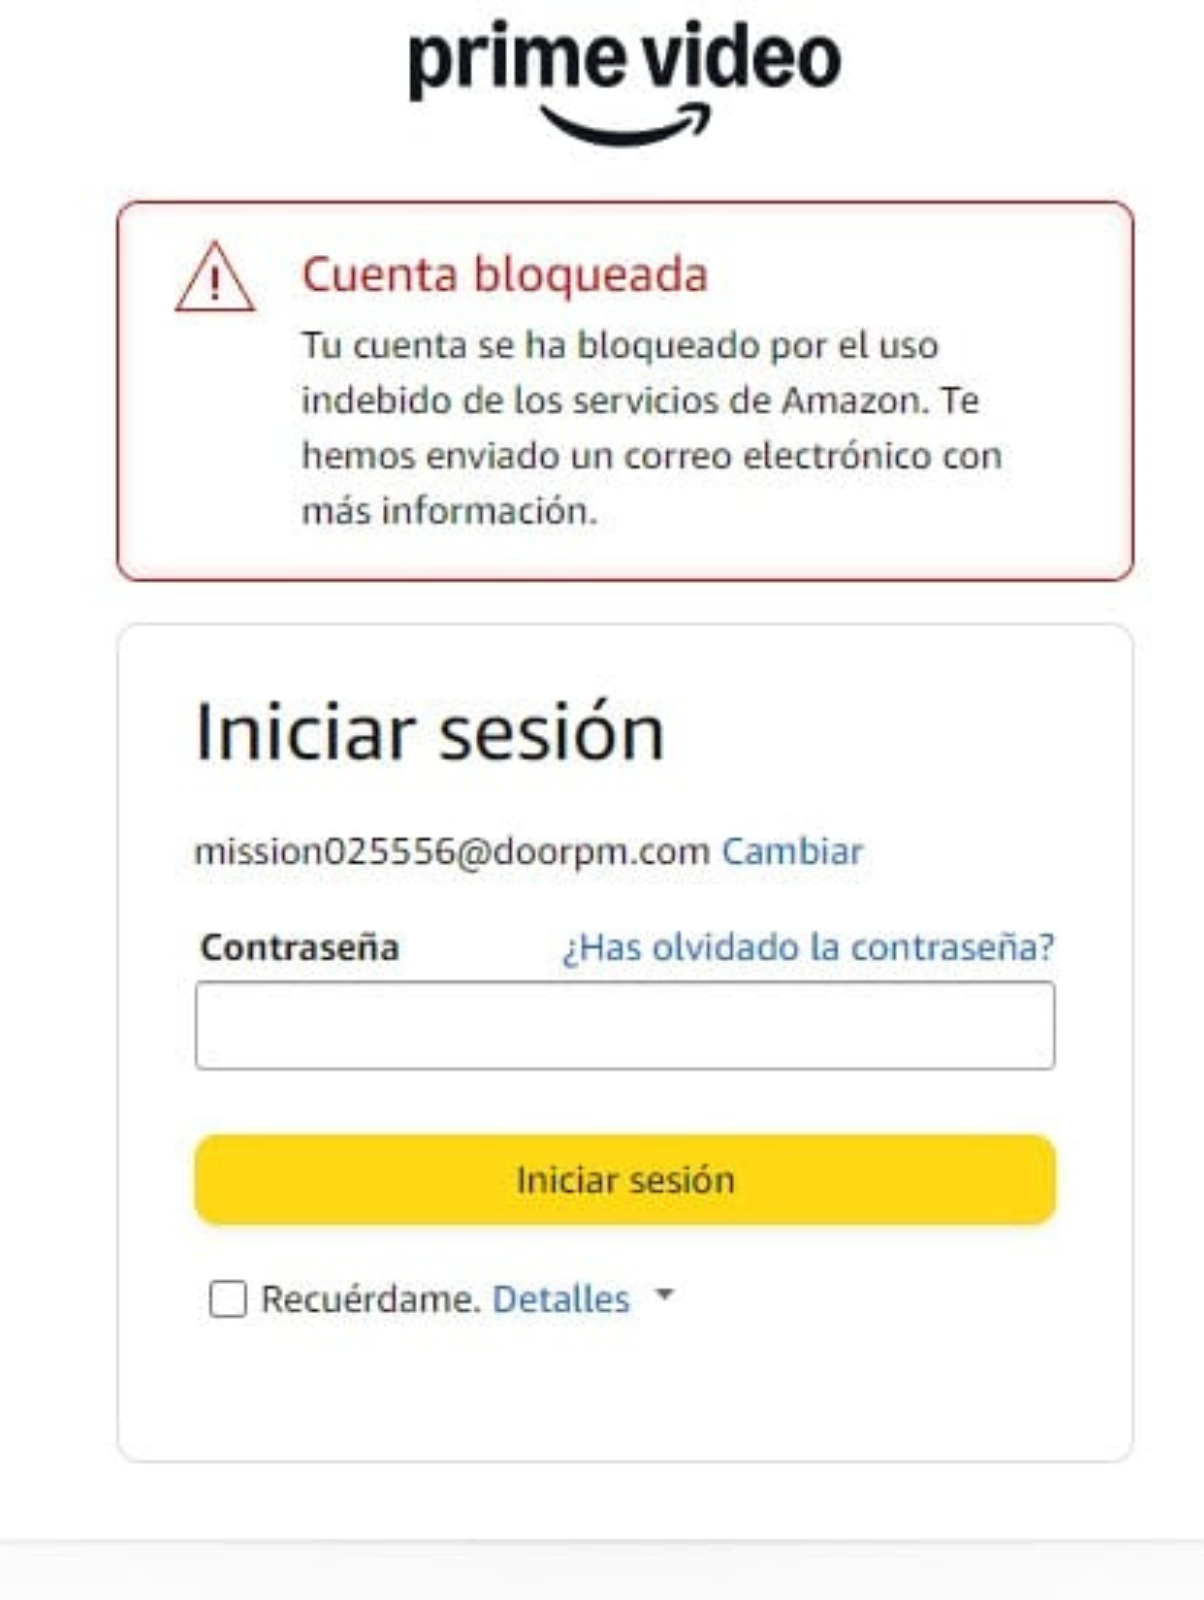 prime video
Cuenta bloqueada
Tu cuenta se ha bloqueado por el uso
indebido de los servicios de Amazon. Te
hemos enviado un correo electrónico con
más información.
Iniciar sesión
mission025556@doorpm.com Cambiar
Contraseña ¿Has olvidado la contraseña?
Iniciar sesión
Recuérdame. Detalles